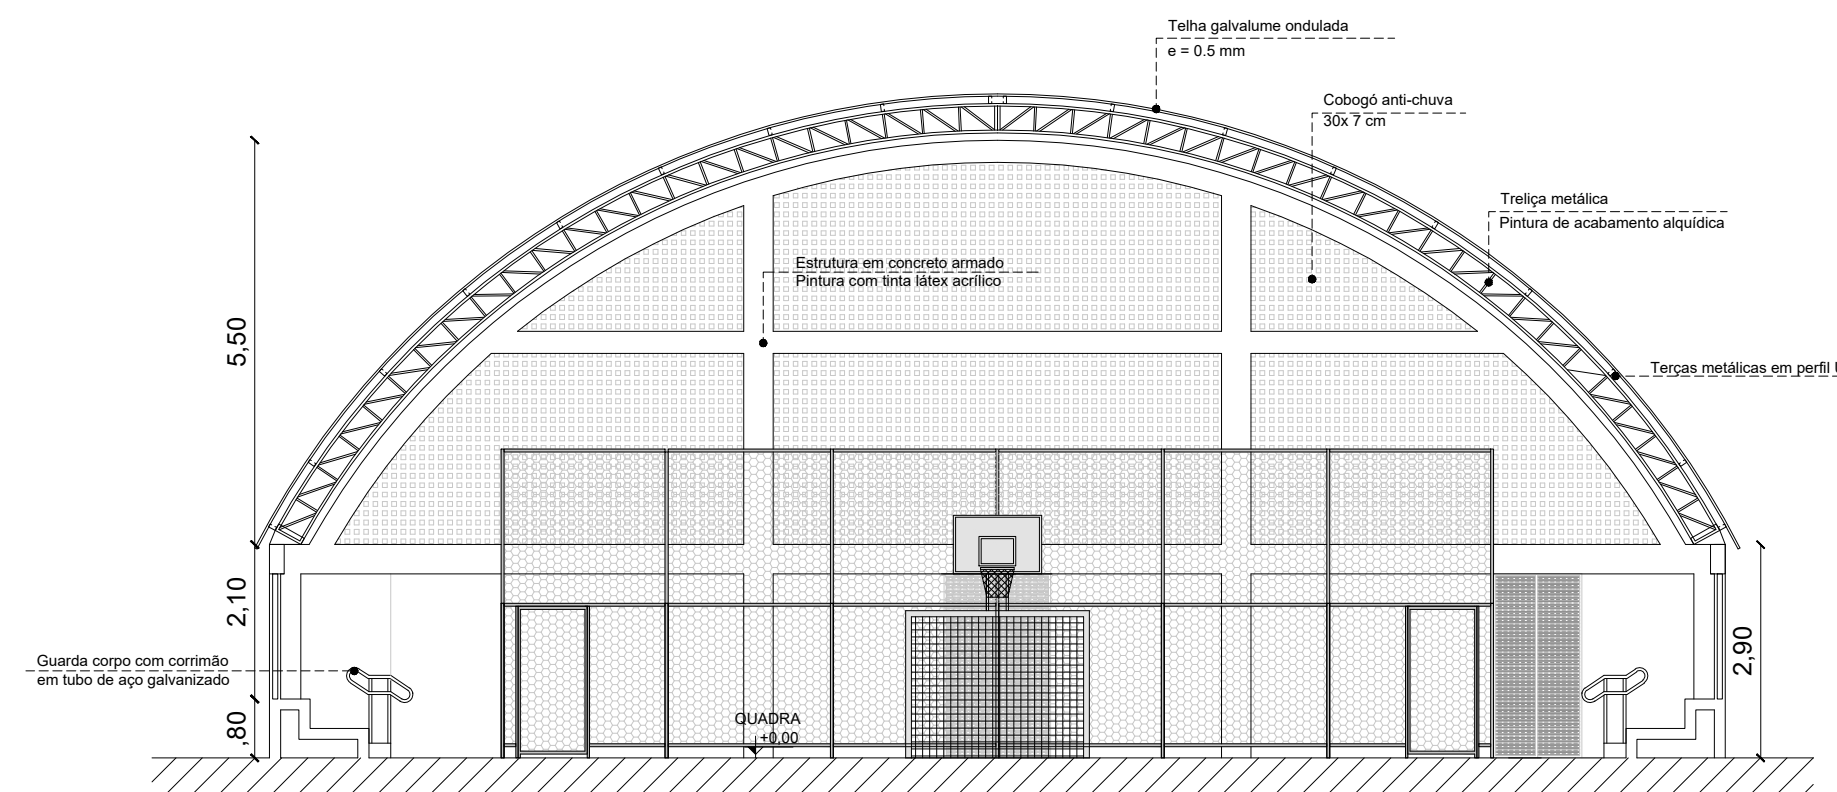 Telha galvalume ondulada
e = 0.5 mm
Cobogó anti-chuva
30x 7 cm
Treliça metálica
Pintura de acabamento alquídica
Estrutura em concreto armado
Pintura com tinta látex acrílico
5,50
Terças metálicas em perfil U
2,10
2,90
Guarda corpo com corrimão
em tubo de aço galvanizado
,80
QUADRA
+0,00